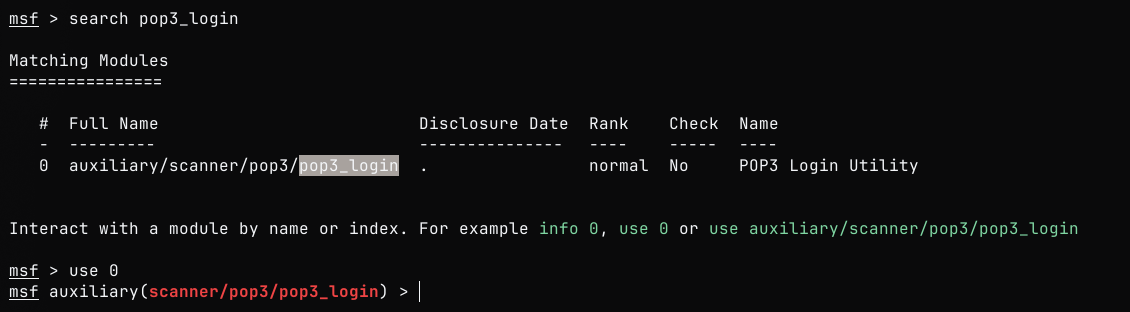 msf > search pop3_login
Matching Modules
================
#  Full Name                           Disclosure Date  Rank    Check  Name
-  ---------                           ---------------  ----    -----  ----
0  auxiliary/scanner/pop3/pop3_login  .                normal  No     POP3 Login Utility
Interact with a module by name or index. For example info 0, use 0 or use auxiliary/scanner/pop3/pop3_login
msf > use 0
msf auxiliary(scanner/pop3/pop3_login) >